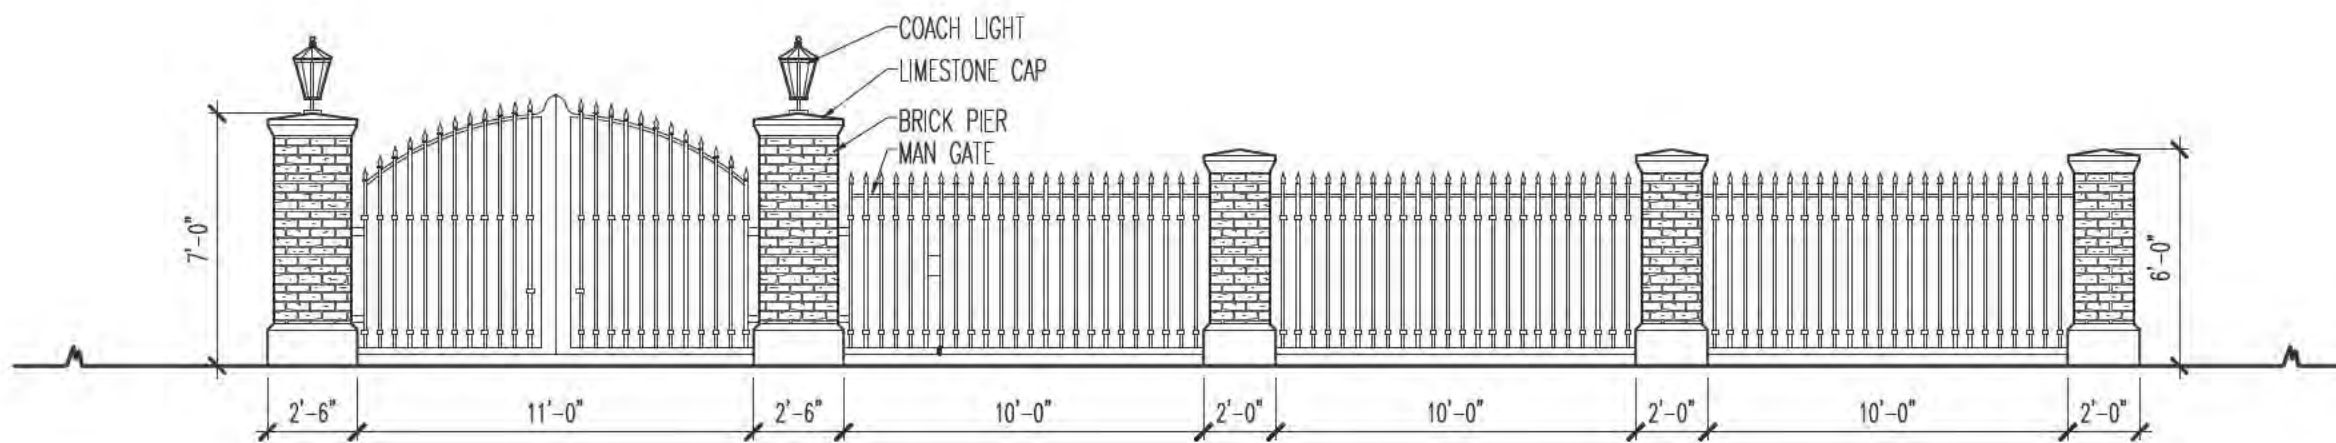 COACH LIGHT
LIMESTONE CAP
BRICK PIER
MAN GATE
7'-0"
6'-0"
2'-6" 11'-0" 2'-6" 10'-0" 2'-0" 10'-0" 2'-0" 10'-0" 2'-0"